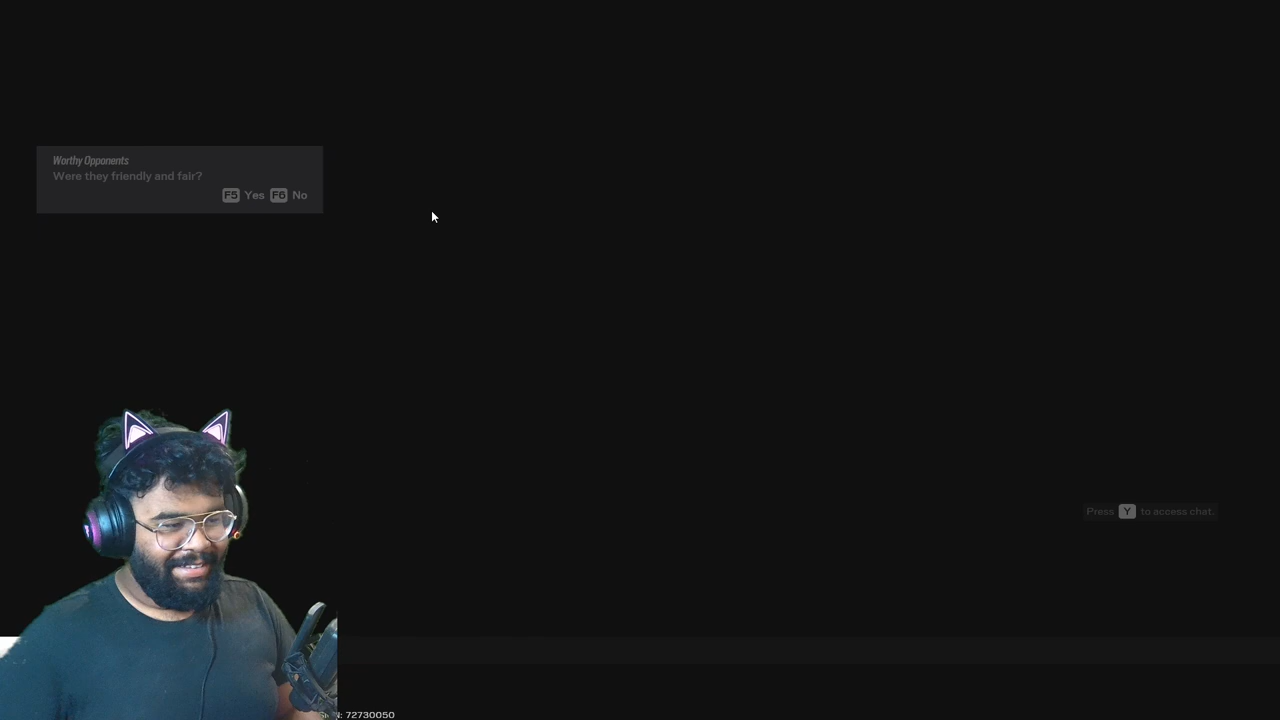 Worthy Opponents
Were they friendly and fair?
F5 Yes F6 No
Press Y to access chat.
72730050